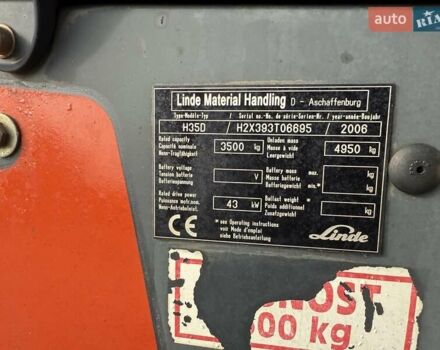 auto RIA
Linde Material Handling D - Aschaffenburg
Type-Modèle-Typ / Serial no.-No. de série-Serien-Nr. / year-année-Baujahr
H35D / H2X393T06695 / 2006
Rated capacity Unladen mass
Capacité nominale 3500 kg Masse à vide 4950 kg
Nenn-Tragfähigkeit Leergewicht
Battery voltage Battery mass max. kg
Tension batterie V Masse batterie
Batteriespannung Batteriegewicht min. kg
Rated drive power Ballast weight
Puissance motr.nom. 43 kW Poids additionnel kg
Nenn-Antriebsleist. Zusatzgewicht
CE
* see Operating instructions
voir Mode d'emploi
siehe Betriebsanleitung
Linde
NOST
00 kg